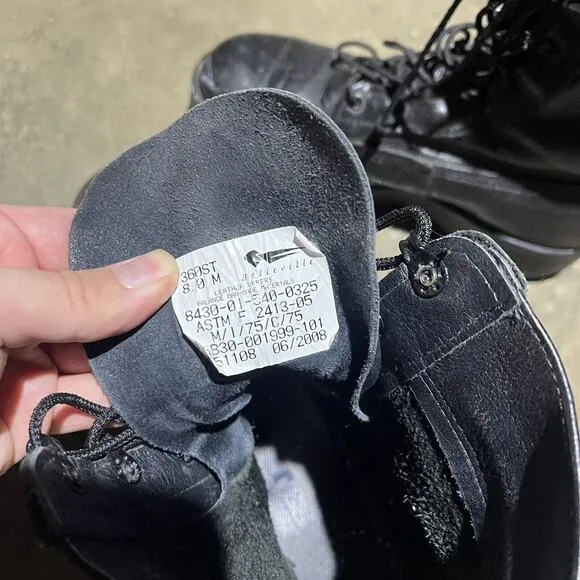 360ST
8.0 M
Belleville
LEATHER UPPERS
BALANCE MANMADE MATERIALS
8430-01-540-0325
ASTM F 2413-05
M/I/75/C/75
B30-001999-101
51108 06/2008